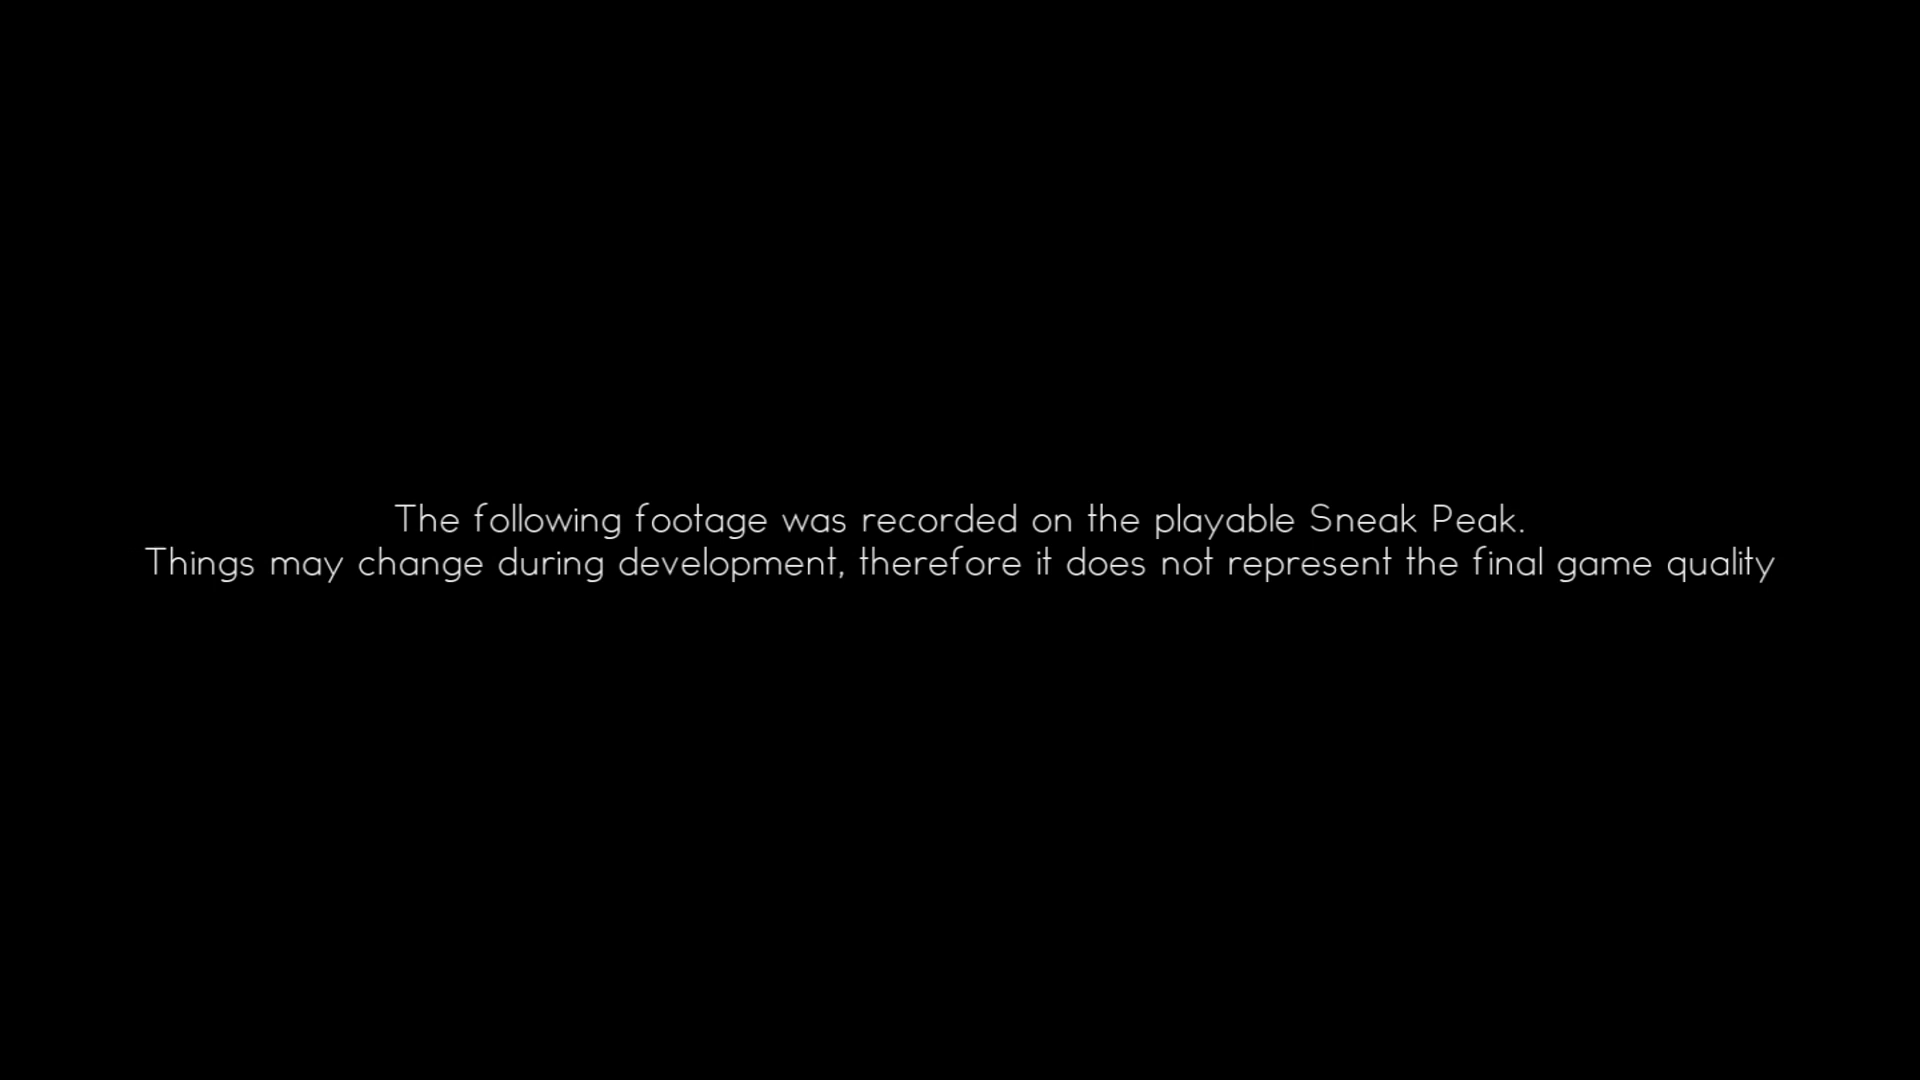 The following footage was recorded on the playable Sneak Peak.
Things may change during development, therefore it does not represent the final game quality